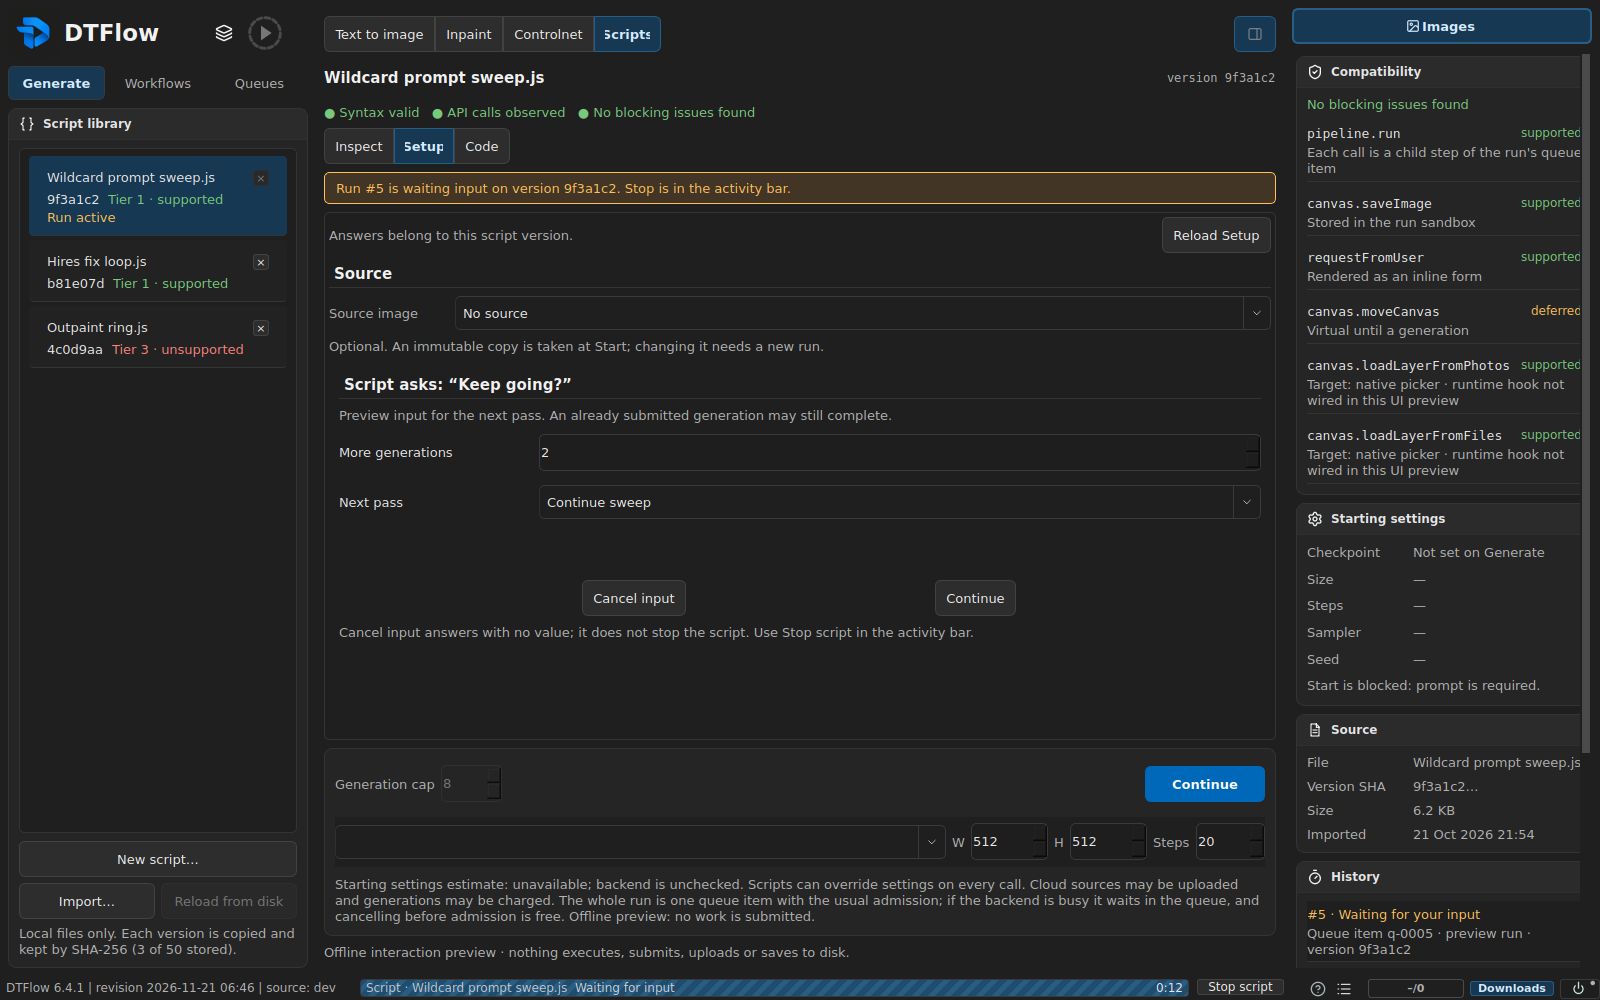 DTFlow
Generate
Workflows
Queues
Script library
Wildcard prompt sweep.js
9f3a1c2 Tier 1 · supported
Run active
Hires fix loop.js
b81e07d Tier 1 · supported
Outpaint ring.js
4c0d9aa Tier 3 · unsupported
New script...
Import...
Reload from disk
Local files only. Each version is copied and
kept by SHA-256 (3 of 50 stored).
Text to image
Inpaint
Controlnet
Scripts
Wildcard prompt sweep.js
version 9f3a1c2
Syntax valid
API calls observed
No blocking issues found
Inspect
Setup
Code
Run #5 is waiting input on version 9f3a1c2. Stop is in the activity bar.
Answers belong to this script version.
Reload Setup
Source
Source image
No source
Optional. An immutable copy is taken at Start; changing it needs a new run.
Script asks: “Keep going?”
Preview input for the next pass. An already submitted generation may still complete.
More generations
2
Next pass
Continue sweep
Cancel input
Continue
Cancel input answers with no value; it does not stop the script. Use Stop script in the activity bar.
Generation cap
8
Continue
W
512
H
512
Steps
20
Starting settings estimate: unavailable; backend is unchecked. Scripts can override settings on every call. Cloud sources may be uploaded
and generations may be charged. The whole run is one queue item with the usual admission; if the backend is busy it waits in the queue, and
cancelling before admission is free. Offline preview: no work is submitted.
Offline interaction preview · nothing executes, submits, uploads or saves to disk.
Images
Compatibility
No blocking issues found
pipeline.run
supported
Each call is a child step of the run's queue
item
canvas.saveImage
supported
Stored in the run sandbox
requestFromUser
supported
Rendered as an inline form
canvas.moveCanvas
deferred
Virtual until a generation
canvas.loadLayerFromPhotos
supported
Target: native picker · runtime hook not
wired in this UI preview
canvas.loadLayerFromFiles
supported
Target: native picker · runtime hook not
wired in this UI preview
Starting settings
Checkpoint
Not set on Generate
Size
—
Steps
—
Sampler
—
Seed
—
Start is blocked: prompt is required.
Source
File
Wildcard prompt sweep.js
Version SHA
9f3a1c2...
Size
6.2 KB
Imported
21 Oct 2026 21:54
History
#5 · Waiting for your input
Queue item q-0005 · preview run ·
version 9f3a1c2
DTFlow 6.4.1 | revision 2026-11-21 06:46 | source: dev
Script · Wildcard prompt sweep.js Waiting for input
0:12
Stop script
-/0
Downloads